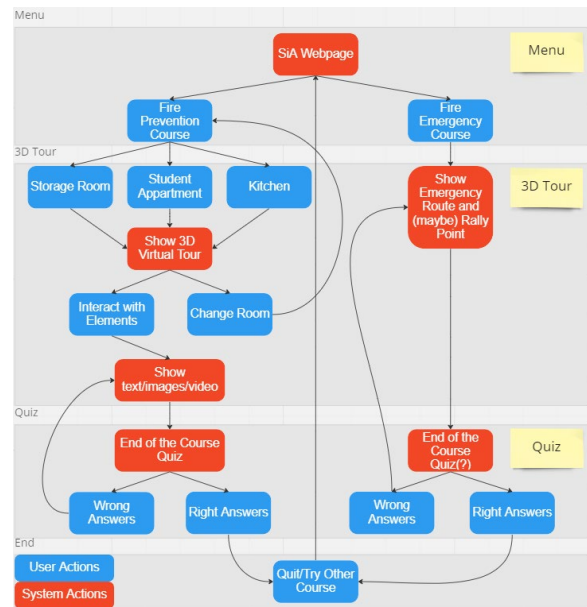 Menu
SiA Webpage
Menu
Fire
Prevention
Course
Fire
Emergency
Course
3D Tour
Storage Room
Student
Appartment
Kitchen
Show
Emergency
Route and
(maybe) Rally
Point
3D Tour
Show 3D
Virtual Tour
Interact with
Elements
Change Room
Show
text/images/video
Quiz
End of the Course
Quiz
End of the
Course
Quiz(?)
Quiz
Wrong
Answers
Right Answers
Wrong
Answers
Right Answers
End
User Actions
System Actions
Quit/Try Other
Course